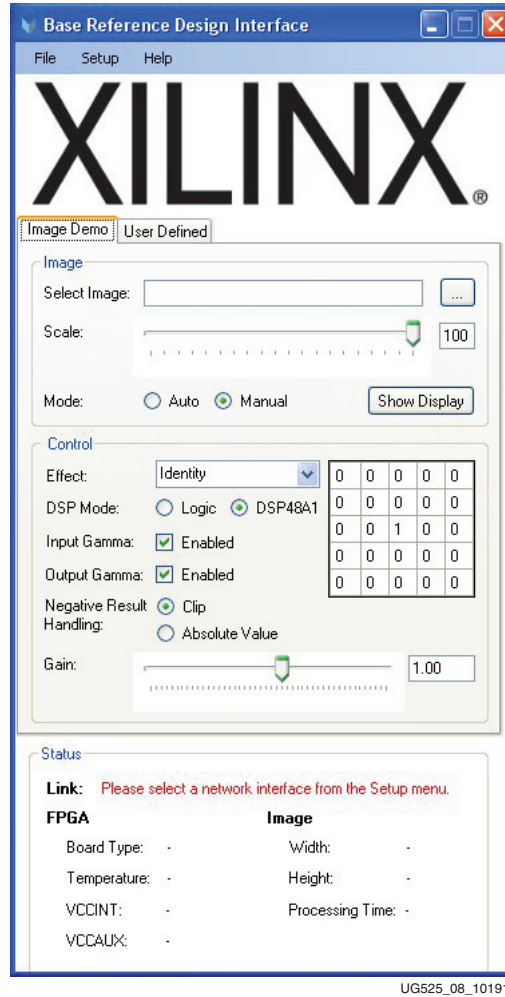 Base Reference Design Interface
File Setup Help
XILINX®
Image Demo User Defined
Image
Select Image: ...
Scale: 100
Mode: Auto Manual Show Display
Control
Effect: Identity
0 0 0 0 0
DSP Mode: Logic DSP48A1
0 0 0 0 0
Input Gamma: Enabled
0 0 1 0 0
0 0 0 0 0
Output Gamma: Enabled
0 0 0 0 0
Negative Result Handling:
Clip
Absolute Value
Gain: 1.00
Status
Link: Please select a network interface from the Setup menu.
FPGA Image
Board Type: - Width: -
Temperature: - Height: -
VCCINT: - Processing Time: -
VCCAUX: -
UG525_08_10191